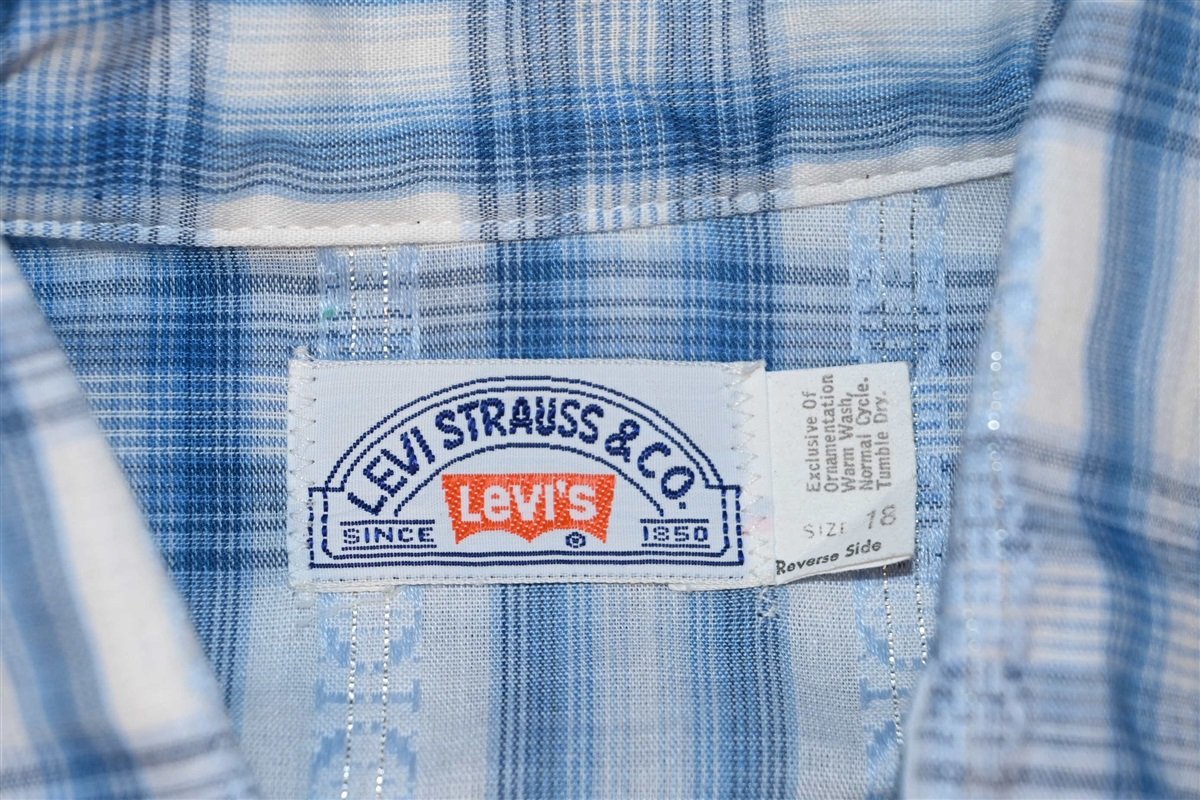 LEVI STRAUSS & CO.
Levi's ®
SINCE 1850
Exclusive Of
Ornamentation
Warm Wash,
Normal Cycle.
Tumble Dry.
SIZE 18
Reverse Side